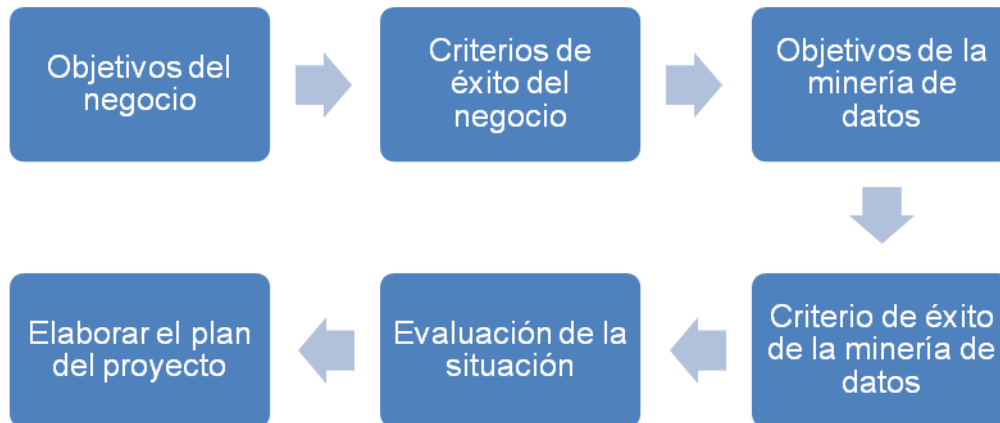 Objetivos del
negocio
Criterios de
éxito del
negocio
Objetivos de la
minería de
datos
Criterio de éxito
de la minería de
datos
Evaluación de la
situación
Elaborar el plan
del proyecto